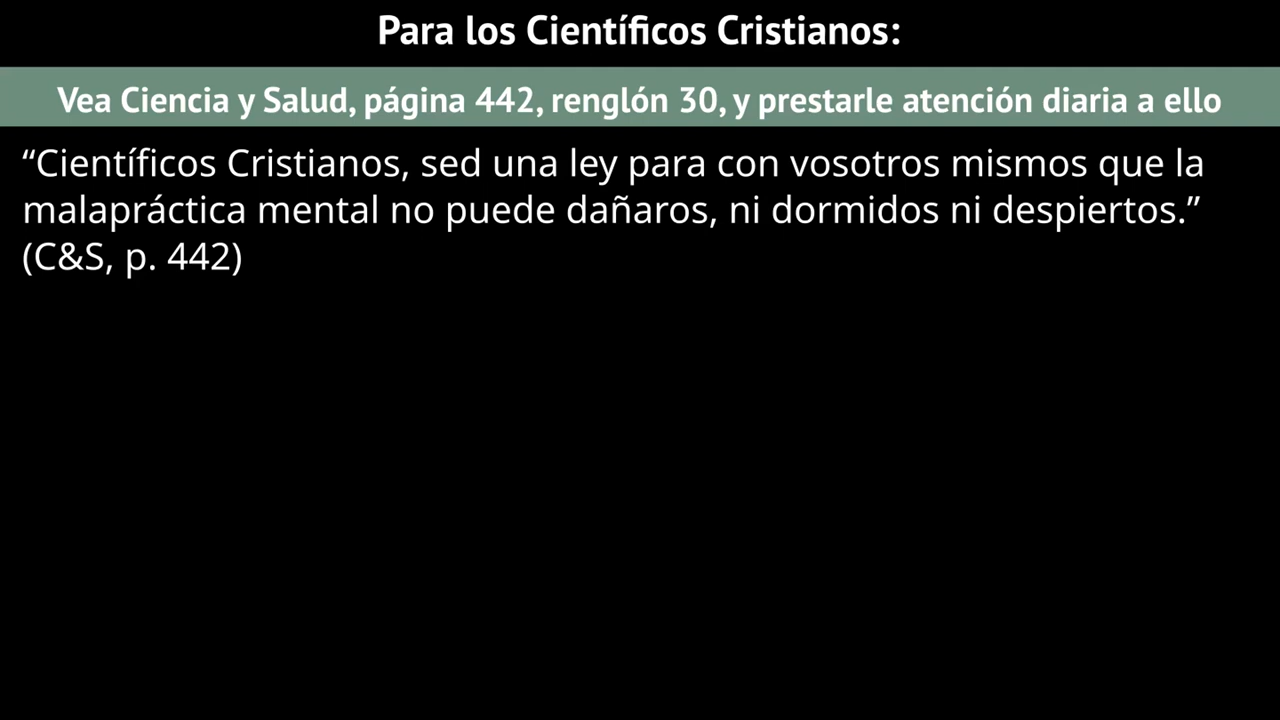 Para los Científicos Cristianos:
Vea Ciencia y Salud, página 442, renglón 30, y prestarle atención diaria a ello
“Científicos Cristianos, sed una ley para con vosotros mismos que la
malapráctica mental no puede dañaros, ni dormidos ni despiertos.”
(C&S, p. 442)